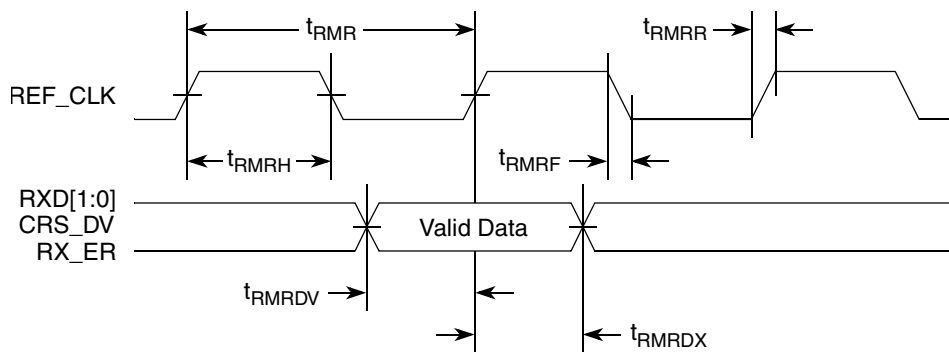 tRMR
tRMRR
REF_CLK
tRMRH
tRMRF
RXD[1:0]
CRS_DV
RX_ER
Valid Data
tRMRDV
tRMRDX